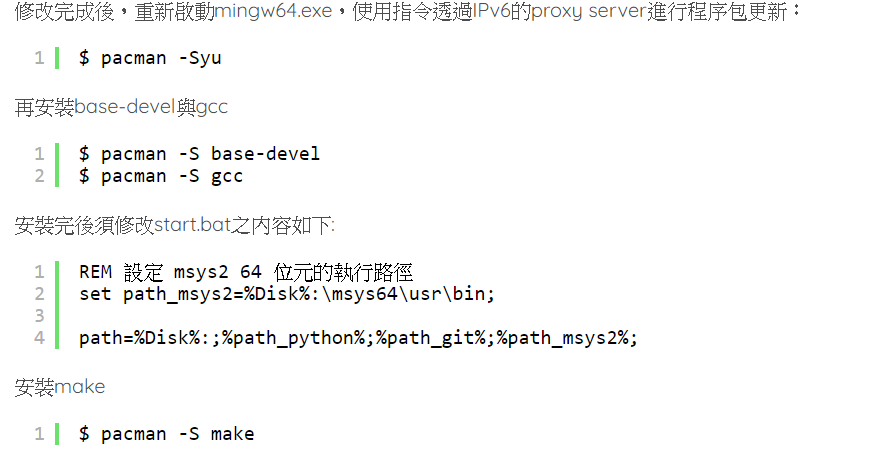 修改完成後，重新啟動mingw64.exe，使用指令透過IPv6的proxy server進行程序包更新：
1 $ pacman -Syu
再安裝base-devel與gcc
1 $ pacman -S base-devel
2 $ pacman -S gcc
安裝完後須修改start.bat之內容如下:
1 REM 設定 msys2 64 位元的執行路徑
2 set path_msys2=%Disk%:\msys64\usr\bin;
3
4 path=%Disk%:;%path_python%;%path_git%;%path_msys2%;
安裝make
1 $ pacman -S make